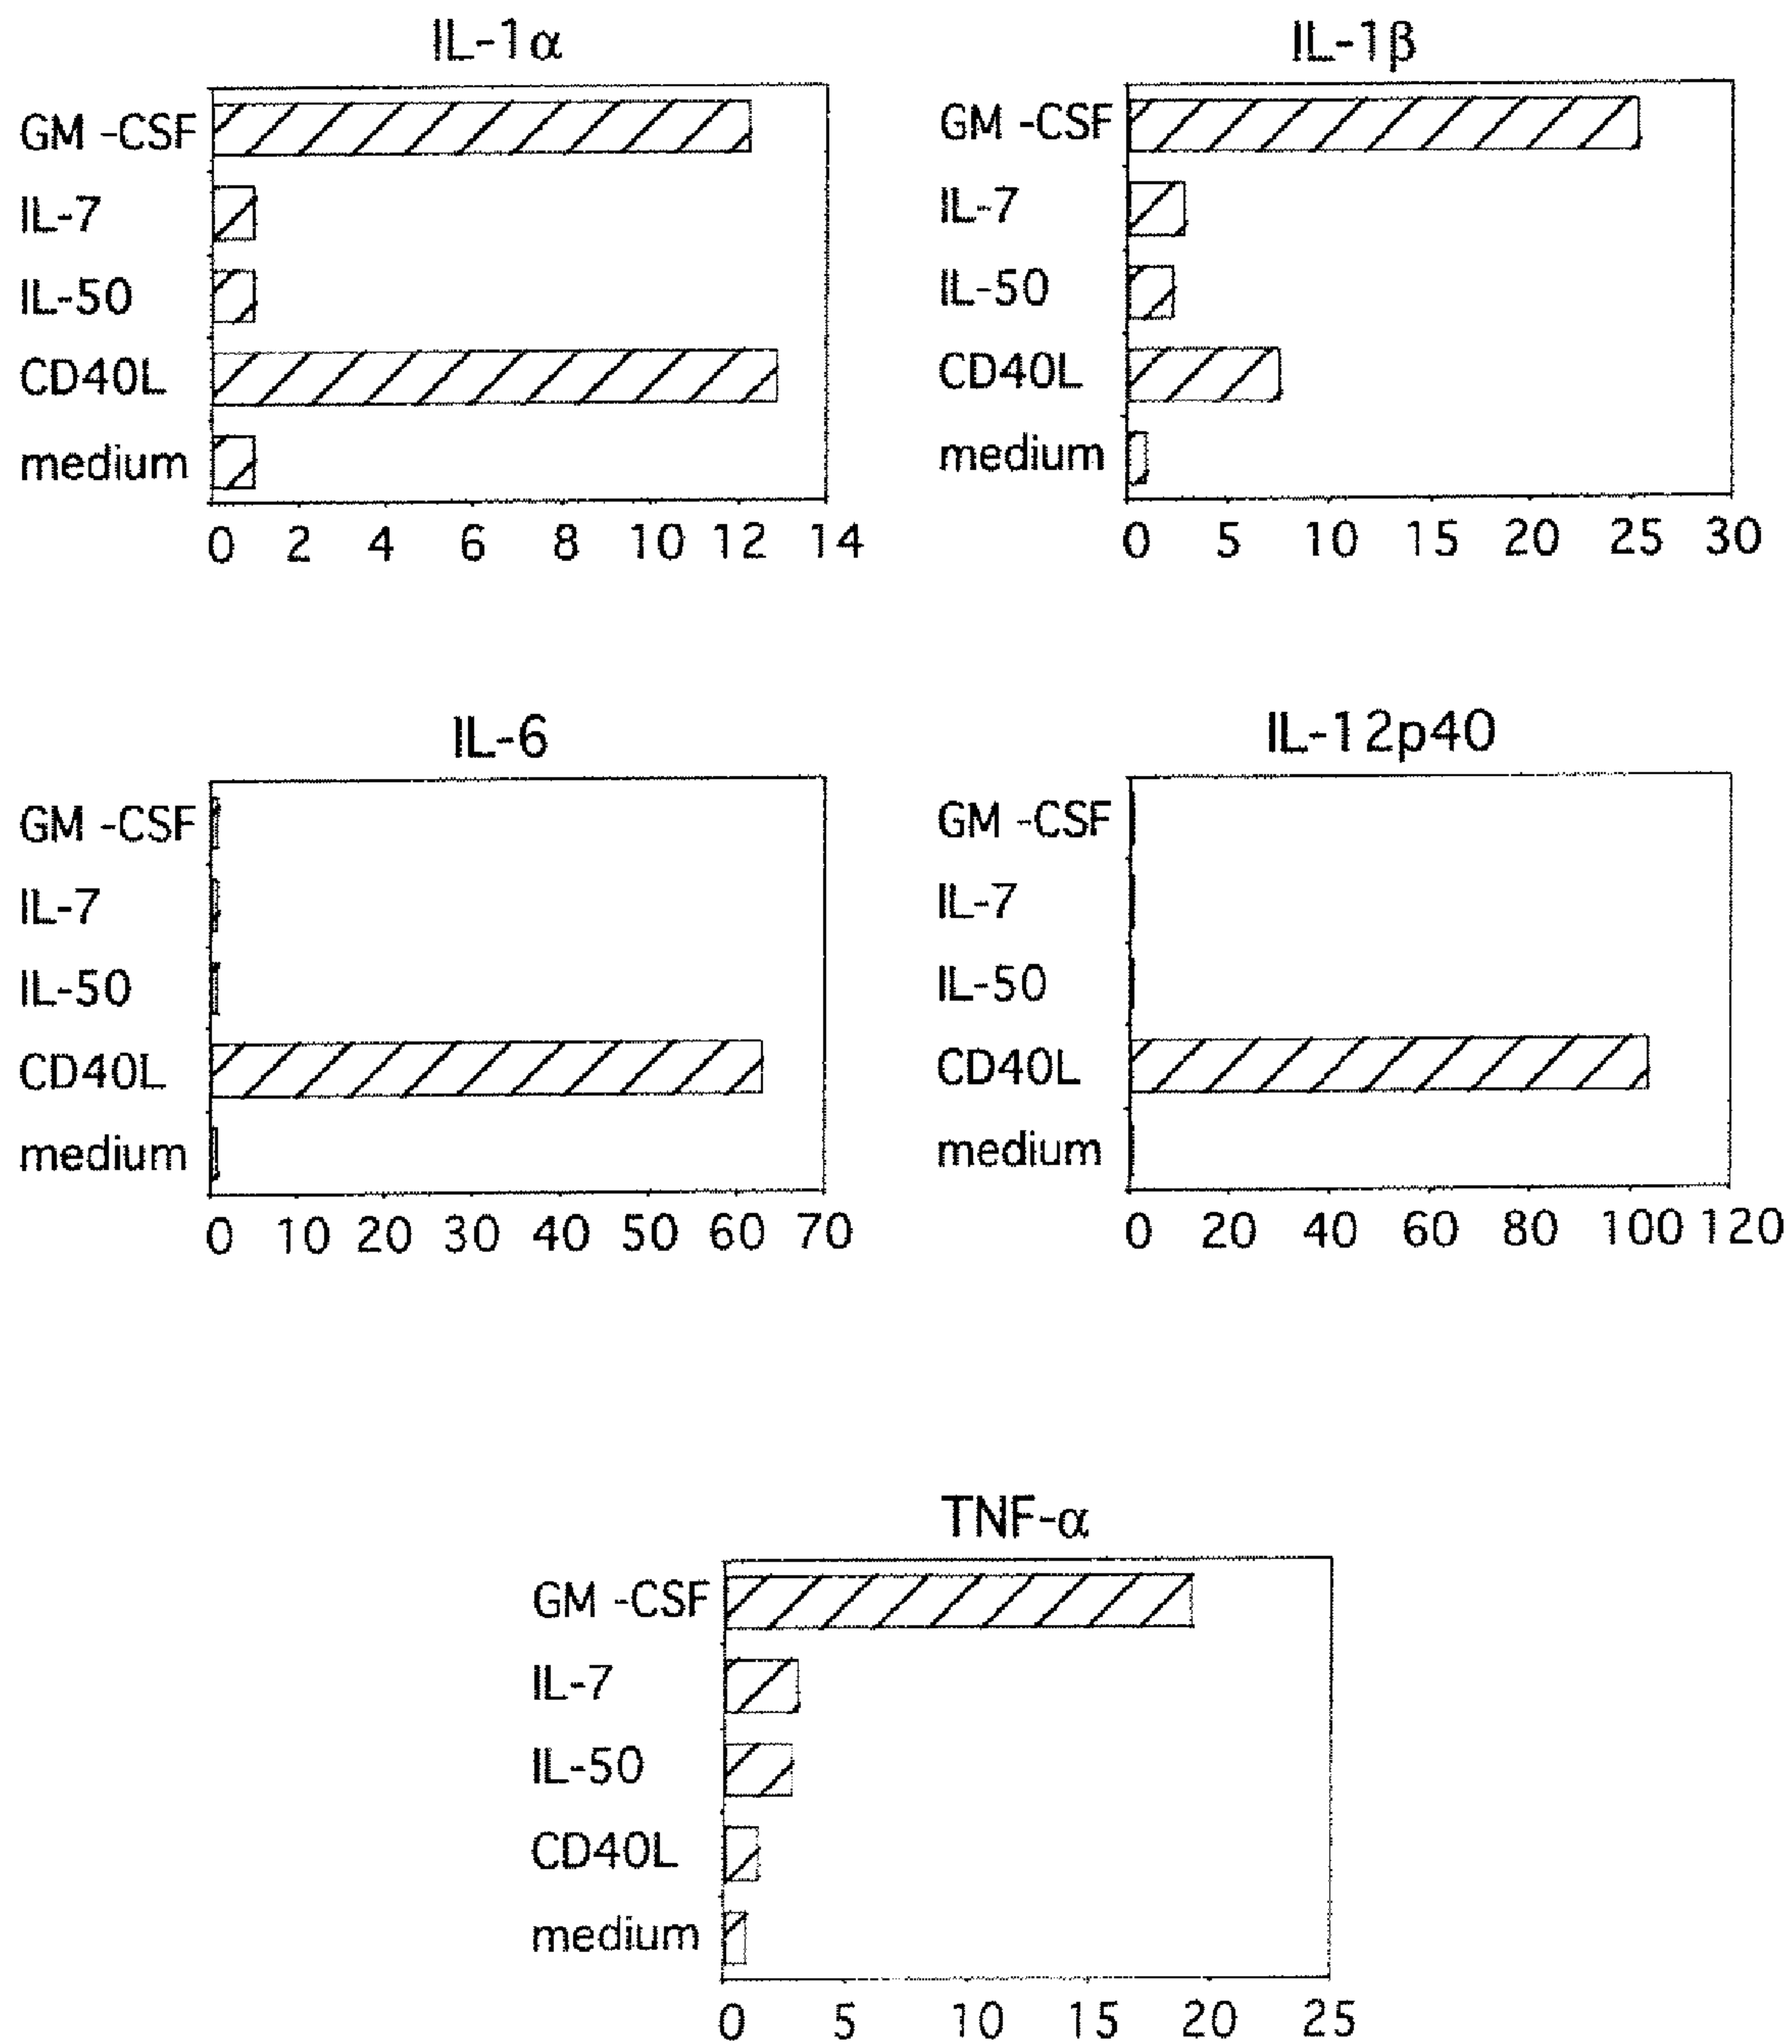 IL-1α
GM -CSF
IL-7
IL-50
CD40L
medium
0 2 4 6 8 10 12 14
IL-1β
GM -CSF
IL-7
IL-50
CD40L
medium
0 5 10 15 20 25 30
IL-6
GM -CSF
IL-7
IL-50
CD40L
medium
0 10 20 30 40 50 60 70
IL-12p40
GM -CSF
IL-7
IL-50
CD40L
medium
0 20 40 60 80 100 120
TNF-α
GM -CSF
IL-7
IL-50
CD40L
medium
0 5 10 15 20 25